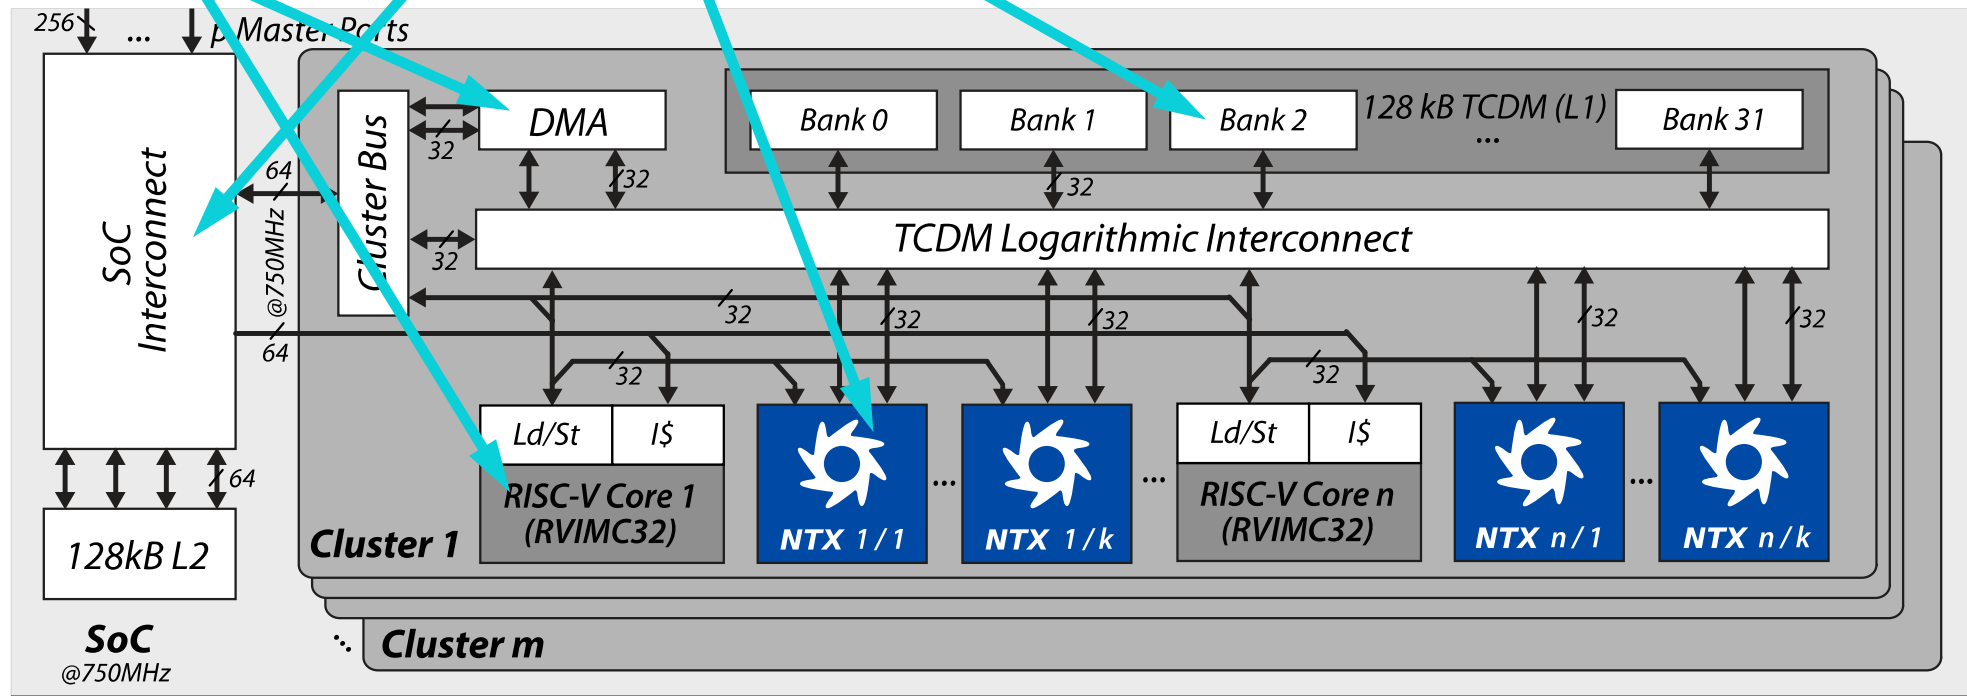 256
...
p Master Ports
SoC
Interconnect
64
@750MHz
64
64
128kB L2
SoC
@750MHz
Cluster Bus
32
DMA
32
Bank 0
Bank 1
Bank 2
128 kB TCDM (L1)
...
Bank 31
32
32
TCDM Logarithmic Interconnect
32
32
32
32
32
32
32
Ld/St
I$
RISC-V Core 1
(RVIMC32)
NTX 1/1
...
NTX 1/k
...
Ld/St
I$
RISC-V Core n
(RVIMC32)
NTX n/1
...
NTX n/k
Cluster 1
...
Cluster m